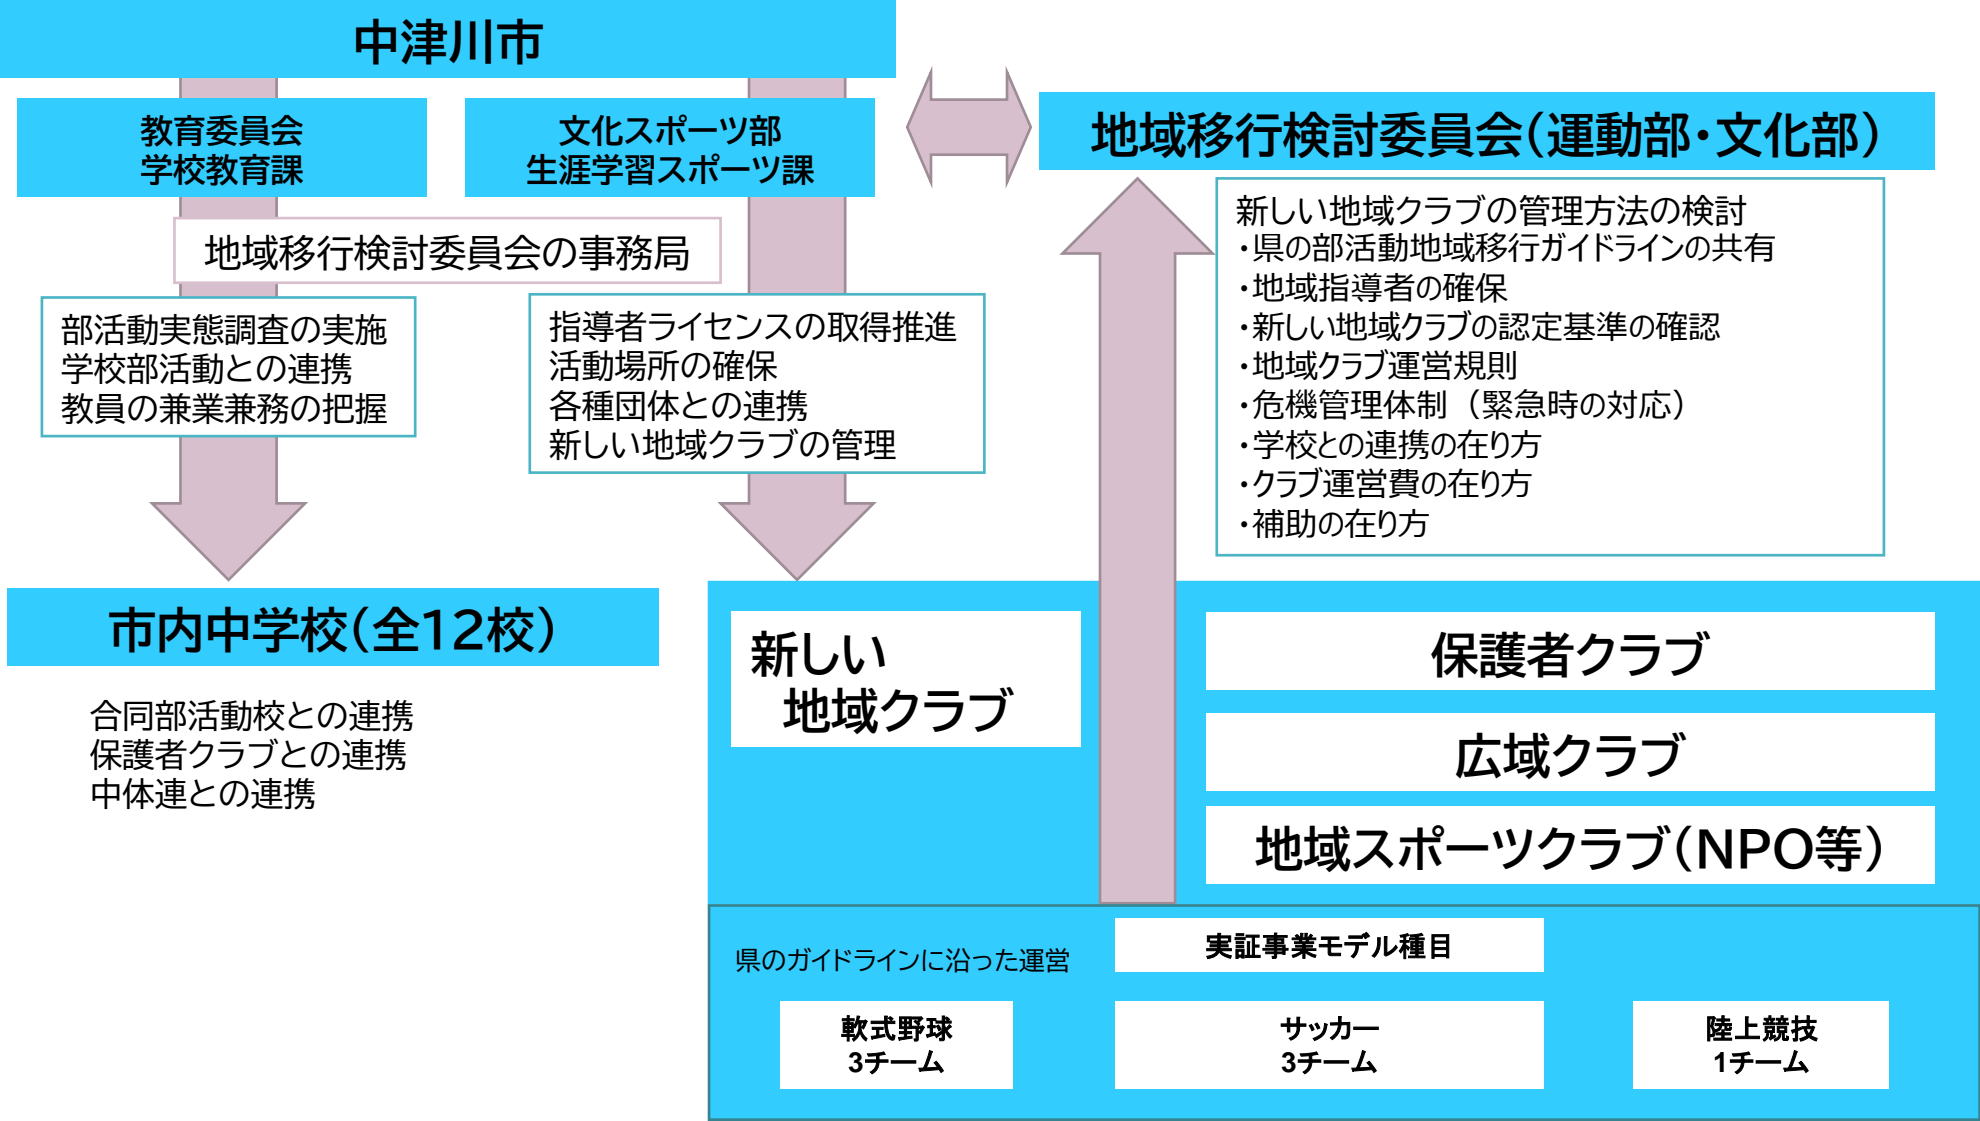 中津川市
教育委員会
学校教育課
文化スポーツ部
生涯学習スポーツ課
地域移行検討委員会の事務局
部活動実態調査の実施
学校部活動との連携
教員の兼業兼務の把握
指導者ライセンスの取得推進
活動場所の確保
各種団体との連携
新しい地域クラブの管理
地域移行検討委員会(運動部・文化部)
新しい地域クラブの管理方法の検討
・県の部活動地域移行ガイドラインの共有
・地域指導者の確保
・新しい地域クラブの認定基準の確認
・地域クラブ運営規則
・危機管理体制（緊急時の対応）
・学校との連携の在り方
・クラブ運営費の在り方
・補助の在り方
市内中学校(全12校)
合同部活動校との連携
保護者クラブとの連携
中体連との連携
新しい
地域クラブ
保護者クラブ
広域クラブ
地域スポーツクラブ(NPO等)
県のガイドラインに沿った運営
実証事業モデル種目
軟式野球
3チーム
サッカー
3チーム
陸上競技
1チーム